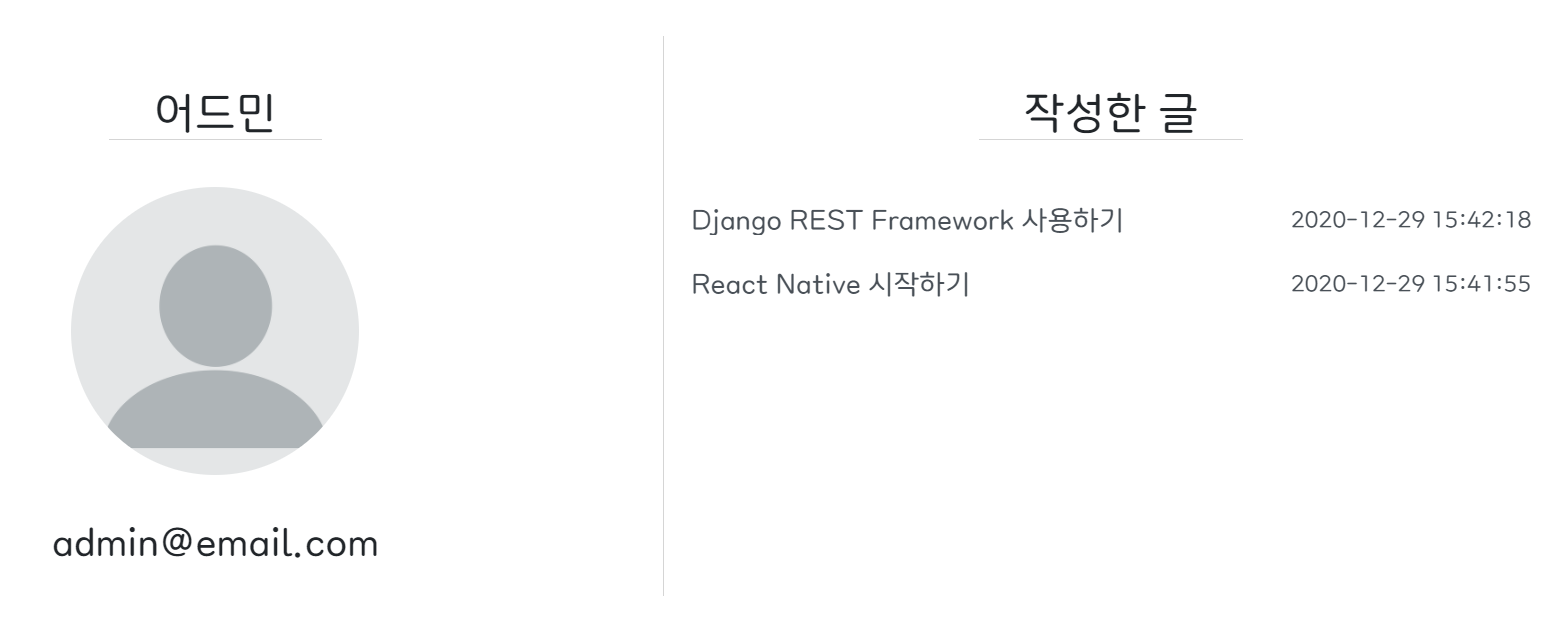 어드민
admin@email.com
작성한 글
Django REST Framework 사용하기 2020-12-29 15:42:18
React Native 시작하기 2020-12-29 15:41:55